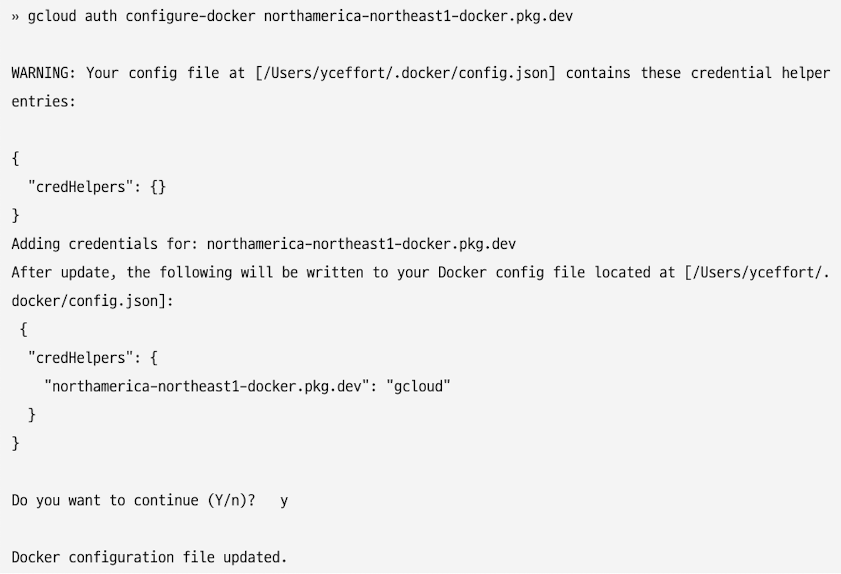 » gcloud auth configure-docker northamerica-northeast1-docker.pkg.dev
WARNING: Your config file at [/Users/yceffort/.docker/config.json] contains these credential helper
entries:
{
  "credHelpers": {}
}
Adding credentials for: northamerica-northeast1-docker.pkg.dev
After update, the following will be written to your Docker config file located at [/Users/yceffort/.
docker/config.json]:
 {
  "credHelpers": {
    "northamerica-northeast1-docker.pkg.dev": "gcloud"
  }
}
Do you want to continue (Y/n)?   y
Docker configuration file updated.